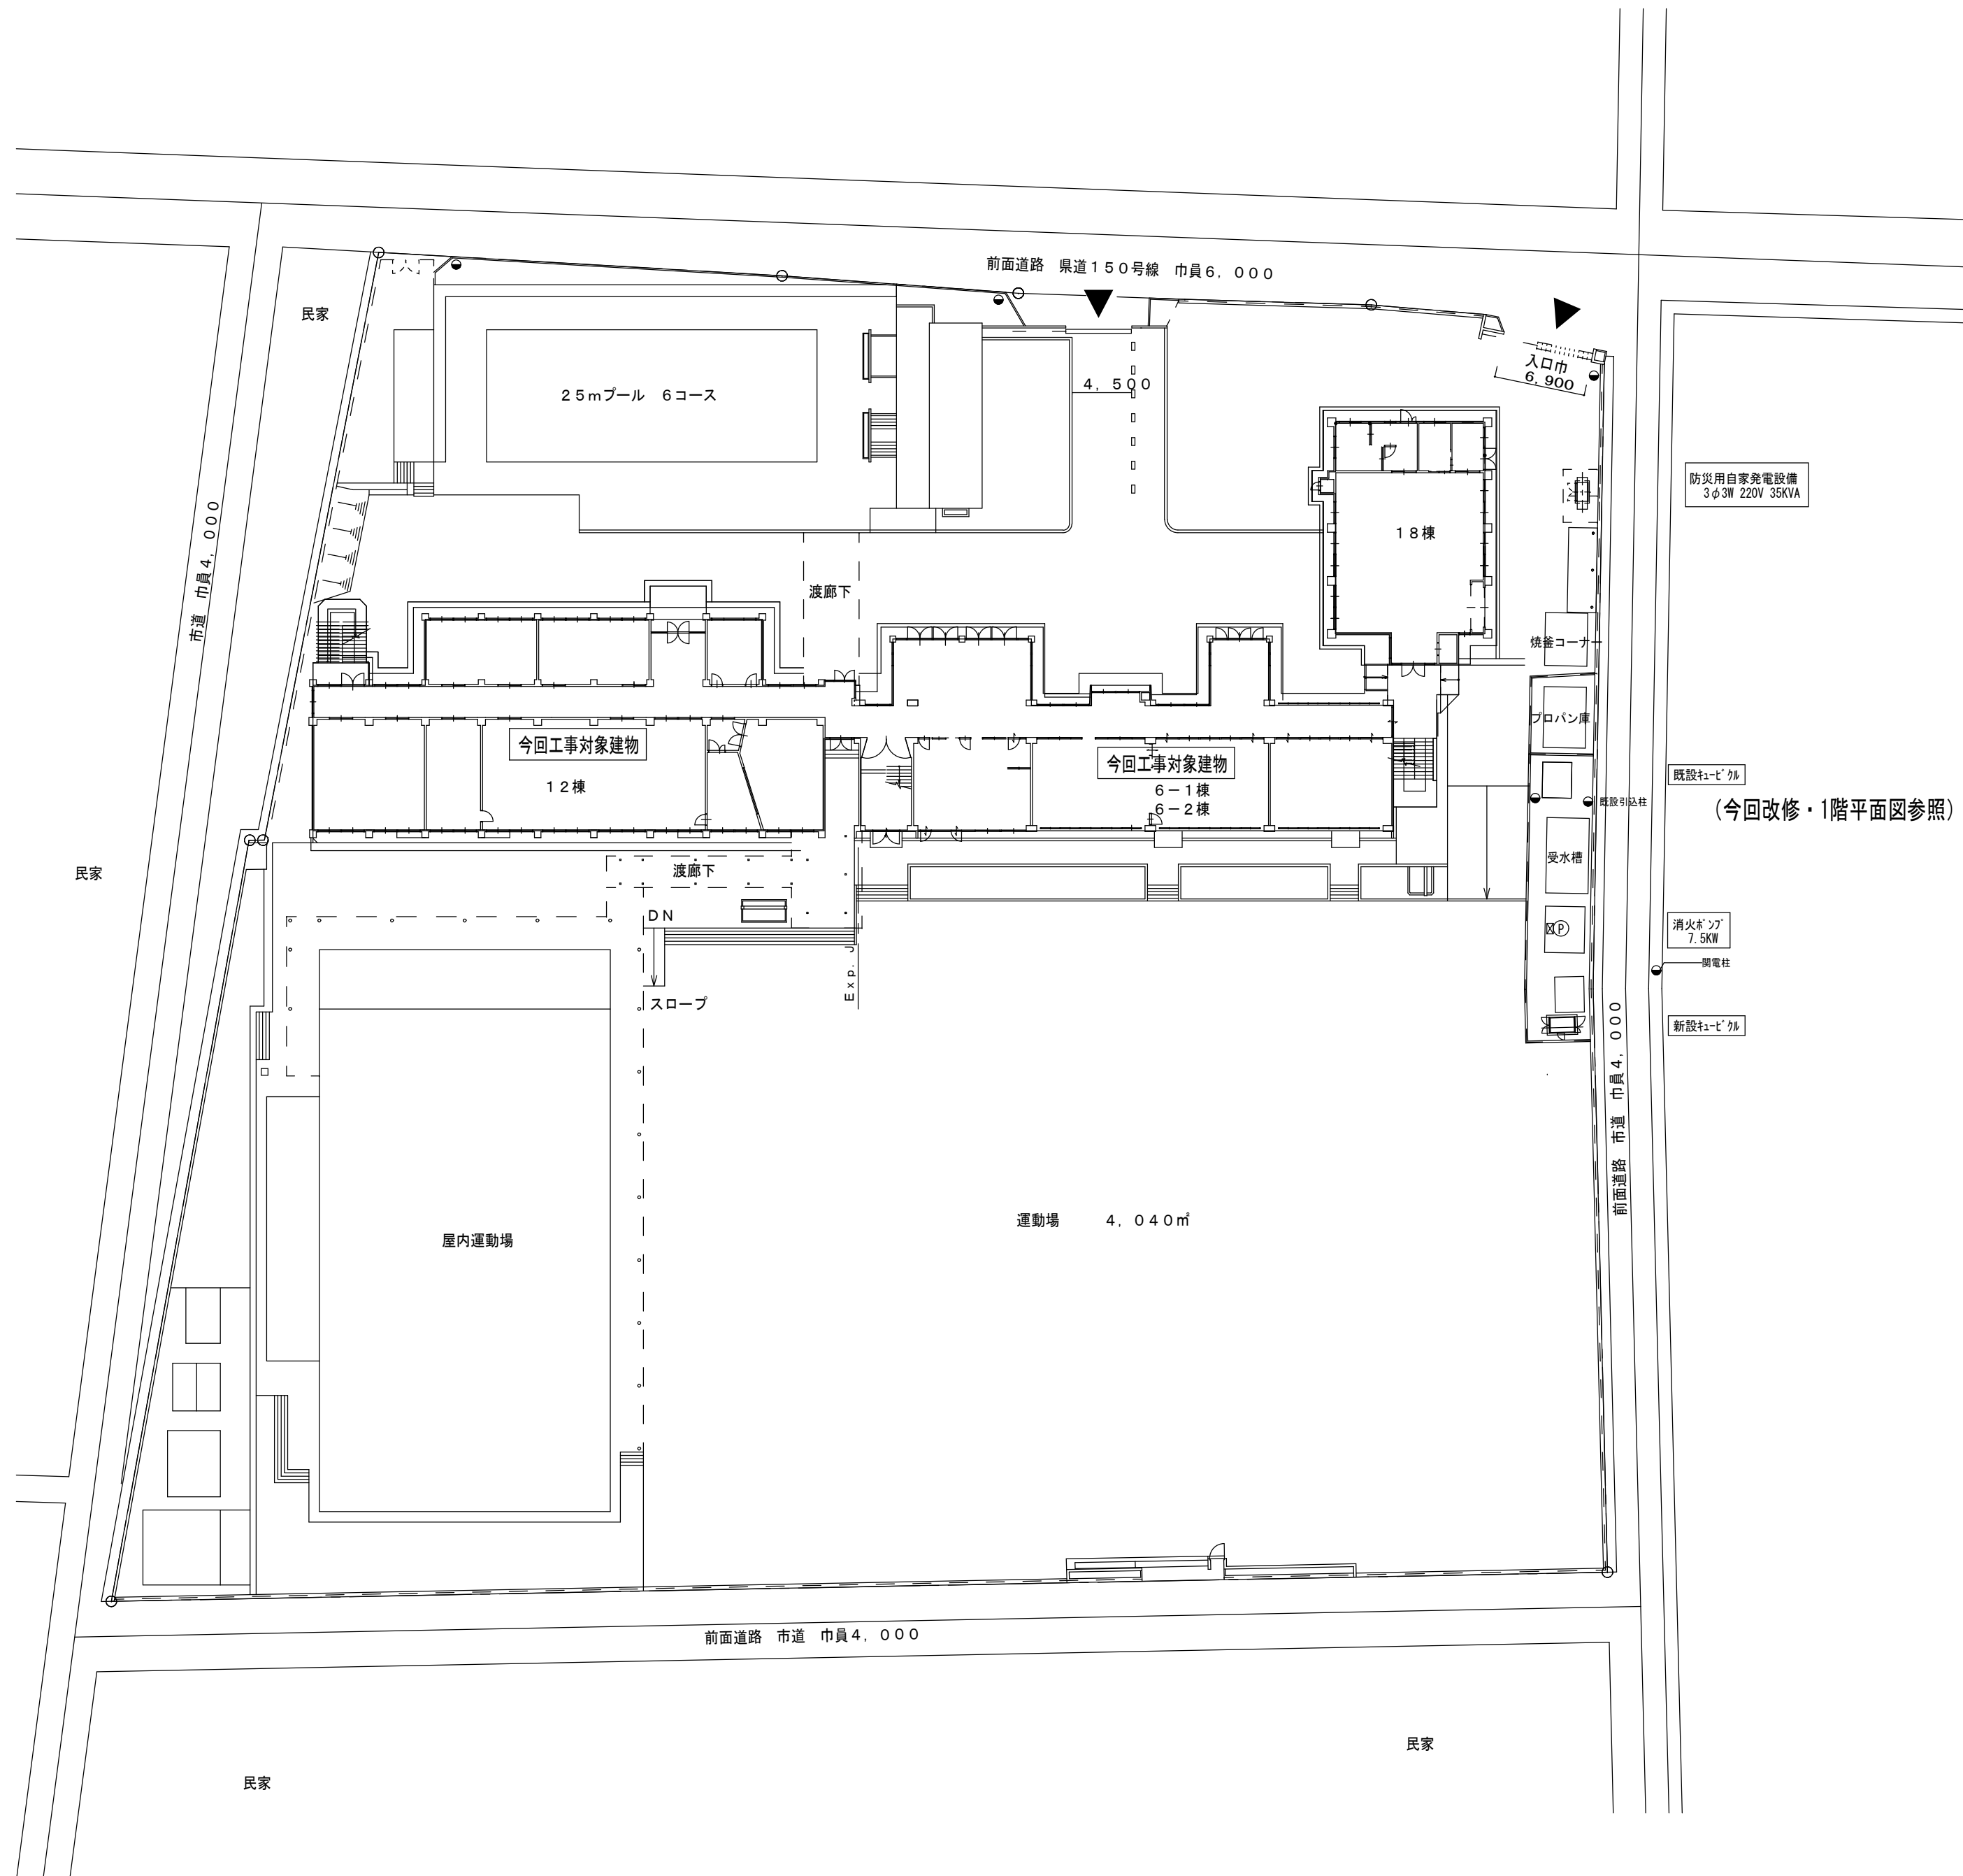 前面道路　県道１５０号線　巾員６，０００
民家
入口巾
６，９００
４，５００
２５ｍプール　６コース
防災用自家発電設備
3φ3W 220V 35KVA
１８棟
市道　巾員４，０００
渡廊下
焼釜コーナー
プロパン庫
今回工事対象建物
１２棟
今回工事対象建物
６－１棟
６－２棟
既設ｷｭｰﾋﾞｸﾙ
既設引込柱
(今回改修・1階平面図参照)
受水槽
民家
渡廊下
ＤＮ
消火ﾎﾟﾝﾌﾟ
7.5KW
P
関電柱
Ｅｘｐ．Ｊ
スロープ
新設ｷｭｰﾋﾞｸﾙ
前面道路　市道　巾員４，０００
運動場　４，０４０㎡
屋内運動場
前面道路　市道　巾員４，０００
民家
民家